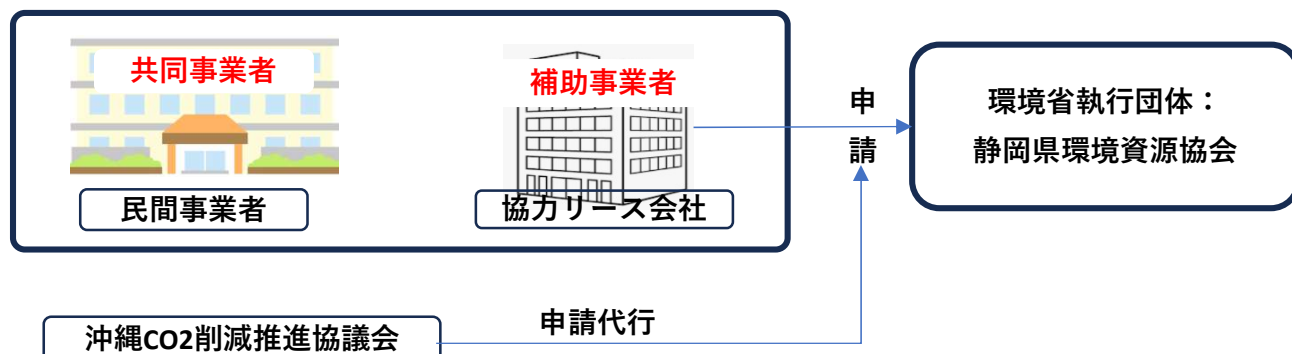 共同事業者
補助事業者
民間事業者
協力リース会社
申
請
環境省執行団体：
静岡県環境資源協会
申請代行
沖縄CO2削減推進協議会